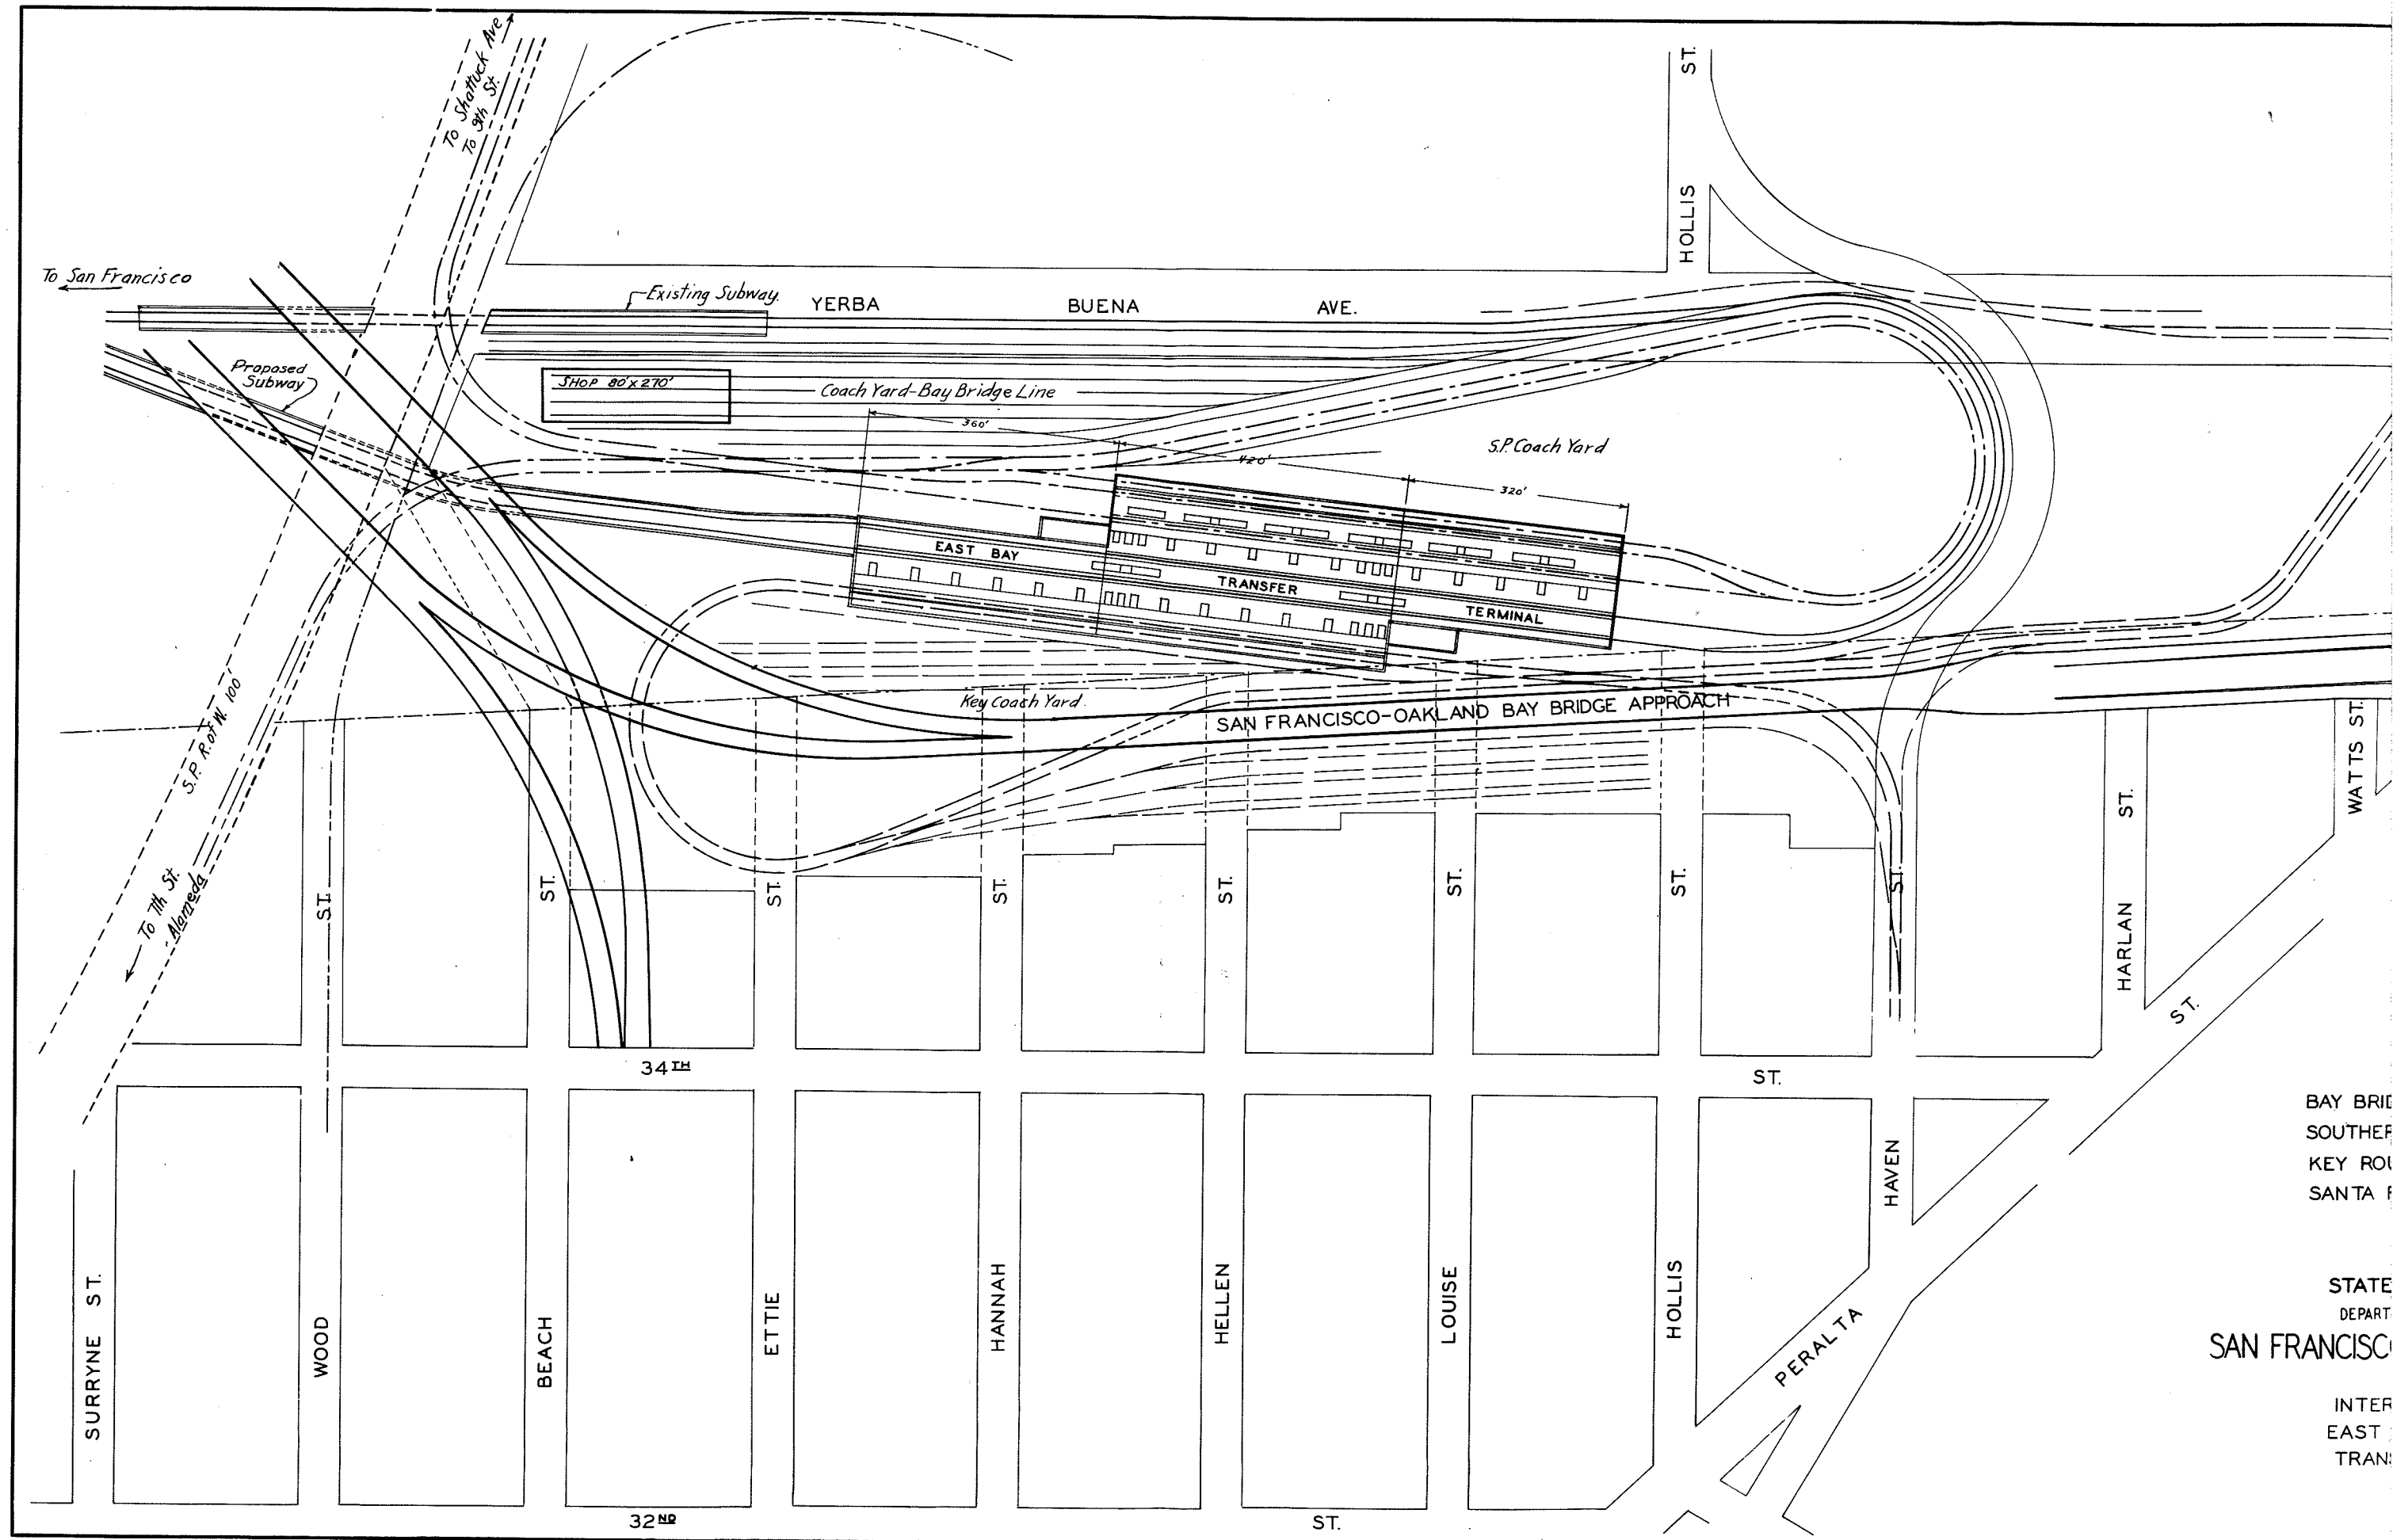 To Shattuck Ave
To 9th St.
ST.
HOLLIS
To San Francisco
Existing Subway.
YERBA BUENA AVE.
Proposed
Subway
SHOP 80' X 270'
Coach Yard-Bay Bridge Line
360'
420'
320'
S.P. Coach Yard
EAST BAY TRANSFER TERMINAL
Key Coach Yard.
SAN FRANCISCO-OAKLAND BAY BRIDGE APPROACH
S.P. R. of W. 100'
To 7th St.
Alameda
ST.
ST.
ST.
ST.
ST.
ST.
ST.
ST.
HARLAN ST.
WATTS ST.
ST.
34TH ST.
SURRYNE ST.
WOOD
BEACH
ETTIE
HANNAH
HELLEN
LOUISE
HOLLIS
HAVEN
PERALTA
32ND ST.
BAY BRID
SOUTHER
KEY ROU
SANTA F
STATE
DEPART
SAN FRANCISCO
INTER
EAST
TRANS